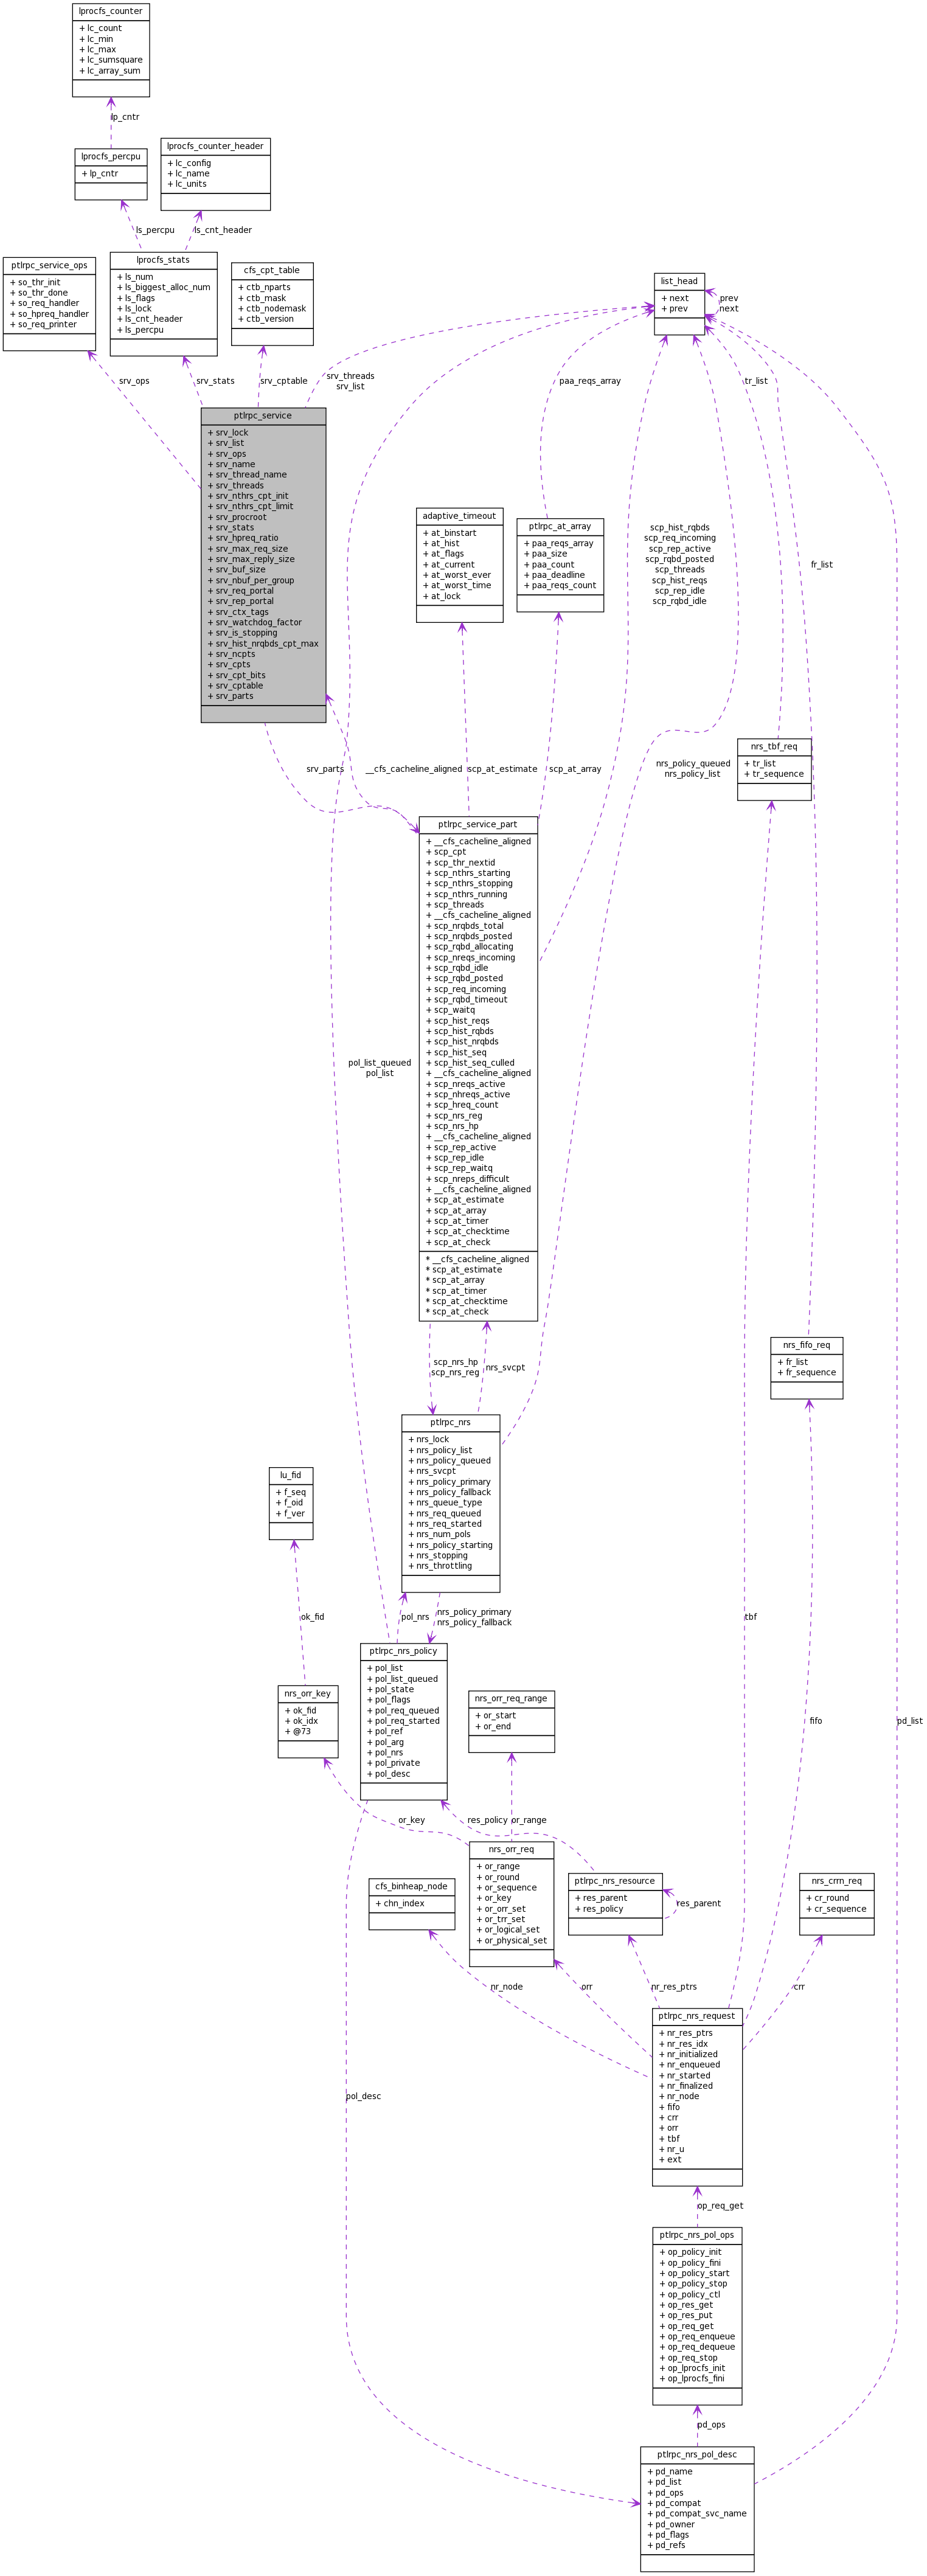 lprocfs_counter
+ lc_count
+ lc_min
+ lc_max
+ lc_sumsquare
+ lc_array_sum
lp_cntr
lprocfs_percpu
+ lp_cntr
lprocfs_counter_header
+ lc_config
+ lc_name
+ lc_units
ls_percpu
ls_cnt_header
ptlrpc_service_ops
+ so_thr_init
+ so_thr_done
+ so_req_handler
+ so_hpreq_handler
+ so_req_printer
lprocfs_stats
+ ls_num
+ ls_biggest_alloc_num
+ ls_flags
+ ls_lock
+ ls_cnt_header
+ ls_percpu
cfs_cpt_table
+ ctb_nparts
+ ctb_mask
+ ctb_nodemask
+ ctb_version
list_head
+ next
+ prev
prev
next
srv_ops
srv_stats
srv_cptable
srv_threads
srv_list
paa_reqs_array
tr_list
ptlrpc_service
+ srv_lock
+ srv_list
+ srv_ops
+ srv_name
+ srv_thread_name
+ srv_threads
+ srv_nthrs_cpt_init
+ srv_nthrs_cpt_limit
+ srv_procroot
+ srv_stats
+ srv_hpreq_ratio
+ srv_max_req_size
+ srv_max_reply_size
+ srv_buf_size
+ srv_nbuf_per_group
+ srv_req_portal
+ srv_rep_portal
+ srv_ctx_tags
+ srv_watchdog_factor
+ srv_is_stopping
+ srv_hist_nrqbds_cpt_max
+ srv_ncpts
+ srv_cpts
+ srv_cpt_bits
+ srv_cptable
+ srv_parts
adaptive_timeout
+ at_binstart
+ at_hist
+ at_flags
+ at_current
+ at_worst_ever
+ at_worst_time
+ at_lock
ptlrpc_at_array
+ paa_reqs_array
+ paa_size
+ paa_count
+ paa_deadline
+ paa_reqs_count
scp_hist_rqbds
scp_req_incoming
scp_rep_active
scp_rqbd_posted
scp_threads
scp_hist_reqs
scp_rep_idle
scp_rqbd_idle
fr_list
srv_parts
__cfs_cacheline_aligned
scp_at_estimate
scp_at_array
nrs_policy_queued
nrs_policy_list
nrs_tbf_req
+ tr_list
+ tr_sequence
ptlrpc_service_part
+ __cfs_cacheline_aligned
+ scp_cpt
+ scp_thr_nextid
+ scp_nthrs_starting
+ scp_nthrs_stopping
+ scp_nthrs_running
+ scp_threads
+ __cfs_cacheline_aligned
+ scp_nrqbds_total
+ scp_nrqbds_posted
+ scp_rqbd_allocating
+ scp_nreqs_incoming
+ scp_rqbd_idle
+ scp_rqbd_posted
+ scp_req_incoming
+ scp_rqbd_timeout
+ scp_waitq
+ scp_hist_reqs
+ scp_hist_rqbds
+ scp_hist_nrqbds
+ scp_hist_seq
+ scp_hist_seq_culled
+ __cfs_cacheline_aligned
+ scp_nreqs_active
+ scp_nhreqs_active
+ scp_hreq_count
+ scp_nrs_reg
+ scp_nrs_hp
+ __cfs_cacheline_aligned
+ scp_rep_active
+ scp_rep_idle
+ scp_rep_waitq
+ scp_nreps_difficult
+ __cfs_cacheline_aligned
+ scp_at_estimate
+ scp_at_array
+ scp_at_timer
+ scp_at_checktime
+ scp_at_check
* __cfs_cacheline_aligned
* scp_at_estimate
* scp_at_array
* scp_at_timer
* scp_at_checktime
* scp_at_check
pol_list_queued
pol_list
scp_nrs_hp
scp_nrs_reg
nrs_svcpt
nrs_fifo_req
+ fr_list
+ fr_sequence
ptlrpc_nrs
+ nrs_lock
+ nrs_policy_list
+ nrs_policy_queued
+ nrs_svcpt
+ nrs_policy_primary
+ nrs_policy_fallback
+ nrs_queue_type
+ nrs_req_queued
+ nrs_req_started
+ nrs_num_pols
+ nrs_policy_starting
+ nrs_stopping
+ nrs_throttling
lu_fid
+ f_seq
+ f_oid
+ f_ver
ok_fid
pol_nrs
nrs_policy_primary
nrs_policy_fallback
tbf
ptlrpc_nrs_policy
+ pol_list
+ pol_list_queued
+ pol_state
+ pol_flags
+ pol_req_queued
+ pol_req_started
+ pol_ref
+ pol_arg
+ pol_nrs
+ pol_private
+ pol_desc
nrs_orr_key
+ ok_fid
+ ok_idx
+ @73
nrs_orr_req_range
+ or_start
+ or_end
fifo
pd_list
or_key
res_policy
or_range
cfs_binheap_node
+ chn_index
nrs_orr_req
+ or_range
+ or_round
+ or_sequence
+ or_key
+ or_orr_set
+ or_trr_set
+ or_logical_set
+ or_physical_set
ptlrpc_nrs_resource
+ res_parent
+ res_policy
res_parent
nrs_crrn_req
+ cr_round
+ cr_sequence
nr_node
orr
nr_res_ptrs
crr
ptlrpc_nrs_request
+ nr_res_ptrs
+ nr_res_idx
+ nr_initialized
+ nr_enqueued
+ nr_started
+ nr_finalized
+ nr_node
+ fifo
+ crr
+ orr
+ tbf
+ nr_u
+ ext
pol_desc
op_req_get
ptlrpc_nrs_pol_ops
+ op_policy_init
+ op_policy_fini
+ op_policy_start
+ op_policy_stop
+ op_policy_ctl
+ op_res_get
+ op_res_put
+ op_req_get
+ op_req_enqueue
+ op_req_dequeue
+ op_req_stop
+ op_lprocfs_init
+ op_lprocfs_fini
pd_ops
ptlrpc_nrs_pol_desc
+ pd_name
+ pd_list
+ pd_ops
+ pd_compat
+ pd_compat_svc_name
+ pd_owner
+ pd_flags
+ pd_refs